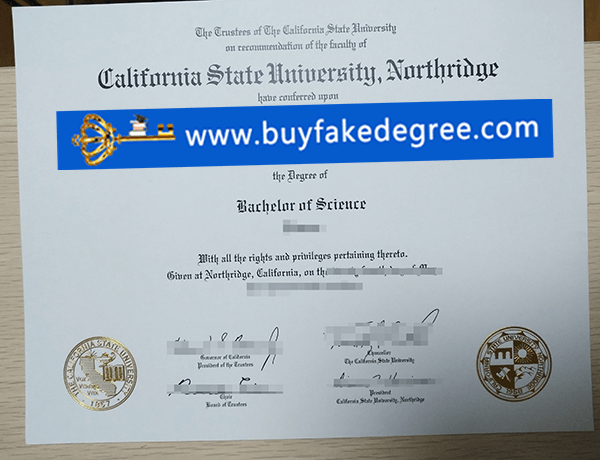 The Trustees of The California State University
on recommendation of the faculty of
California State University, Northridge
have conferred upon
www.buyfakedegree.com
the Degree of
Bachelor of Science
With all the rights and privileges pertaining thereto.
Given at Northridge, California, on the
Governor of California
President of the Trustees
Chancellor
The California State University
Chair
Board of Trustees
President
California State University, Northridge
1857